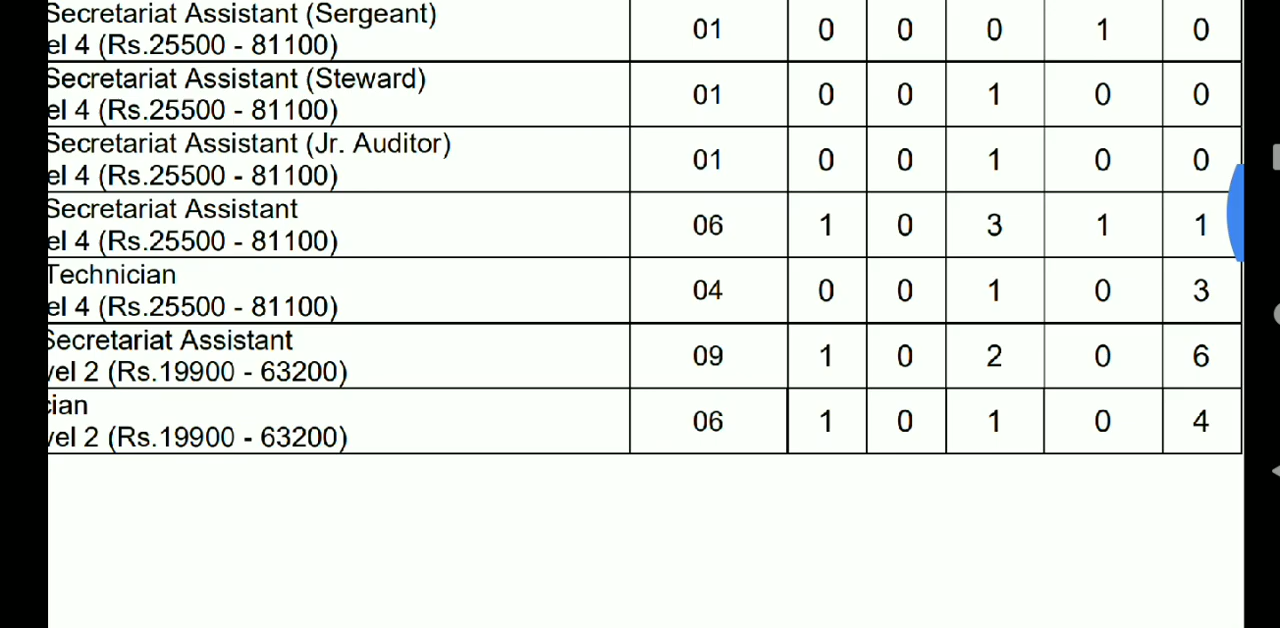 Secretariat Assistant (Sergeant)
el 4 (Rs.25500 - 81100) 01 0 0 0 1 0
Secretariat Assistant (Steward)
el 4 (Rs.25500 - 81100) 01 0 0 1 0 0
Secretariat Assistant (Jr. Auditor)
el 4 (Rs.25500 - 81100) 01 0 0 1 0 0
Secretariat Assistant
el 4 (Rs.25500 - 81100) 06 1 0 3 1 1
Technician
el 4 (Rs.25500 - 81100) 04 0 0 1 0 3
Secretariat Assistant
vel 2 (Rs.19900 - 63200) 09 1 0 2 0 6
cian
vel 2 (Rs.19900 - 63200) 06 1 0 1 0 4